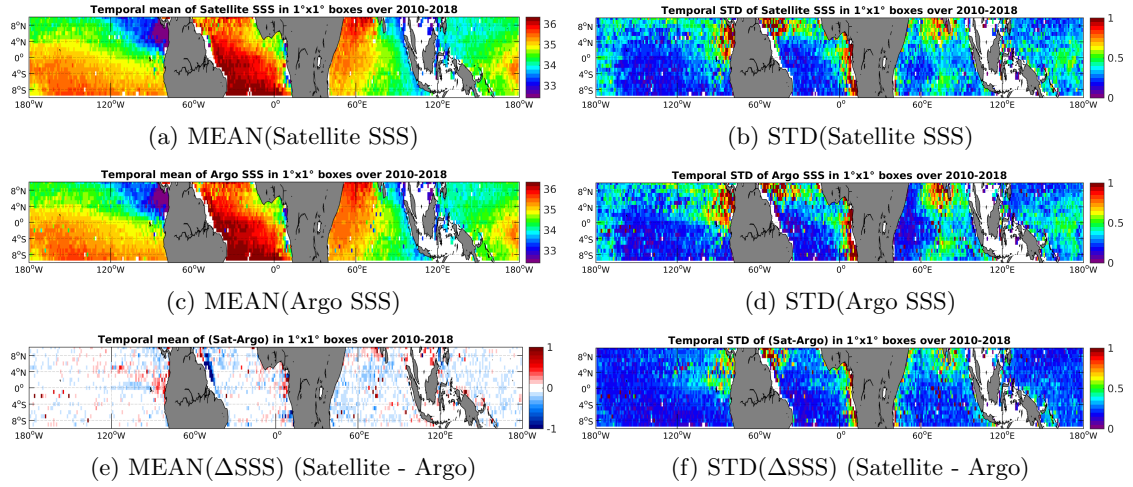 Temporal mean of Satellite SSS in 1°x1° boxes over 2010-2018
8°N
4°N
0°
4°S
8°S
180°W 120°W 60°W 0° 60°E 120°E 180°W
36
35
34
33
(a) MEAN(Satellite SSS)
Temporal STD of Satellite SSS in 1°x1° boxes over 2010-2018
8°N
4°N
0°
4°S
8°S
180°W 120°W 60°W 0° 60°E 120°E 180°W
1
0.5
0
(b) STD(Satellite SSS)
Temporal mean of Argo SSS in 1°x1° boxes over 2010-2018
8°N
4°N
0°
4°S
8°S
180°W 120°W 60°W 0° 60°E 120°E 180°W
36
35
34
33
(c) MEAN(Argo SSS)
Temporal STD of Argo SSS in 1°x1° boxes over 2010-2018
8°N
4°N
0°
4°S
8°S
180°W 120°W 60°W 0° 60°E 120°E 180°W
1
0.5
0
(d) STD(Argo SSS)
Temporal mean of (Sat-Argo) in 1°x1° boxes over 2010-2018
8°N
4°N
0°
4°S
8°S
180°W 120°W 60°W 0° 60°E 120°E 180°W
1
0
-1
(e) MEAN(ΔSSS) (Satellite - Argo)
Temporal STD of (Sat-Argo) in 1°x1° boxes over 2010-2018
8°N
4°N
0°
4°S
8°S
180°W 120°W 60°W 0° 60°E 120°E 180°W
1
0.5
0
(f) STD(ΔSSS) (Satellite - Argo)